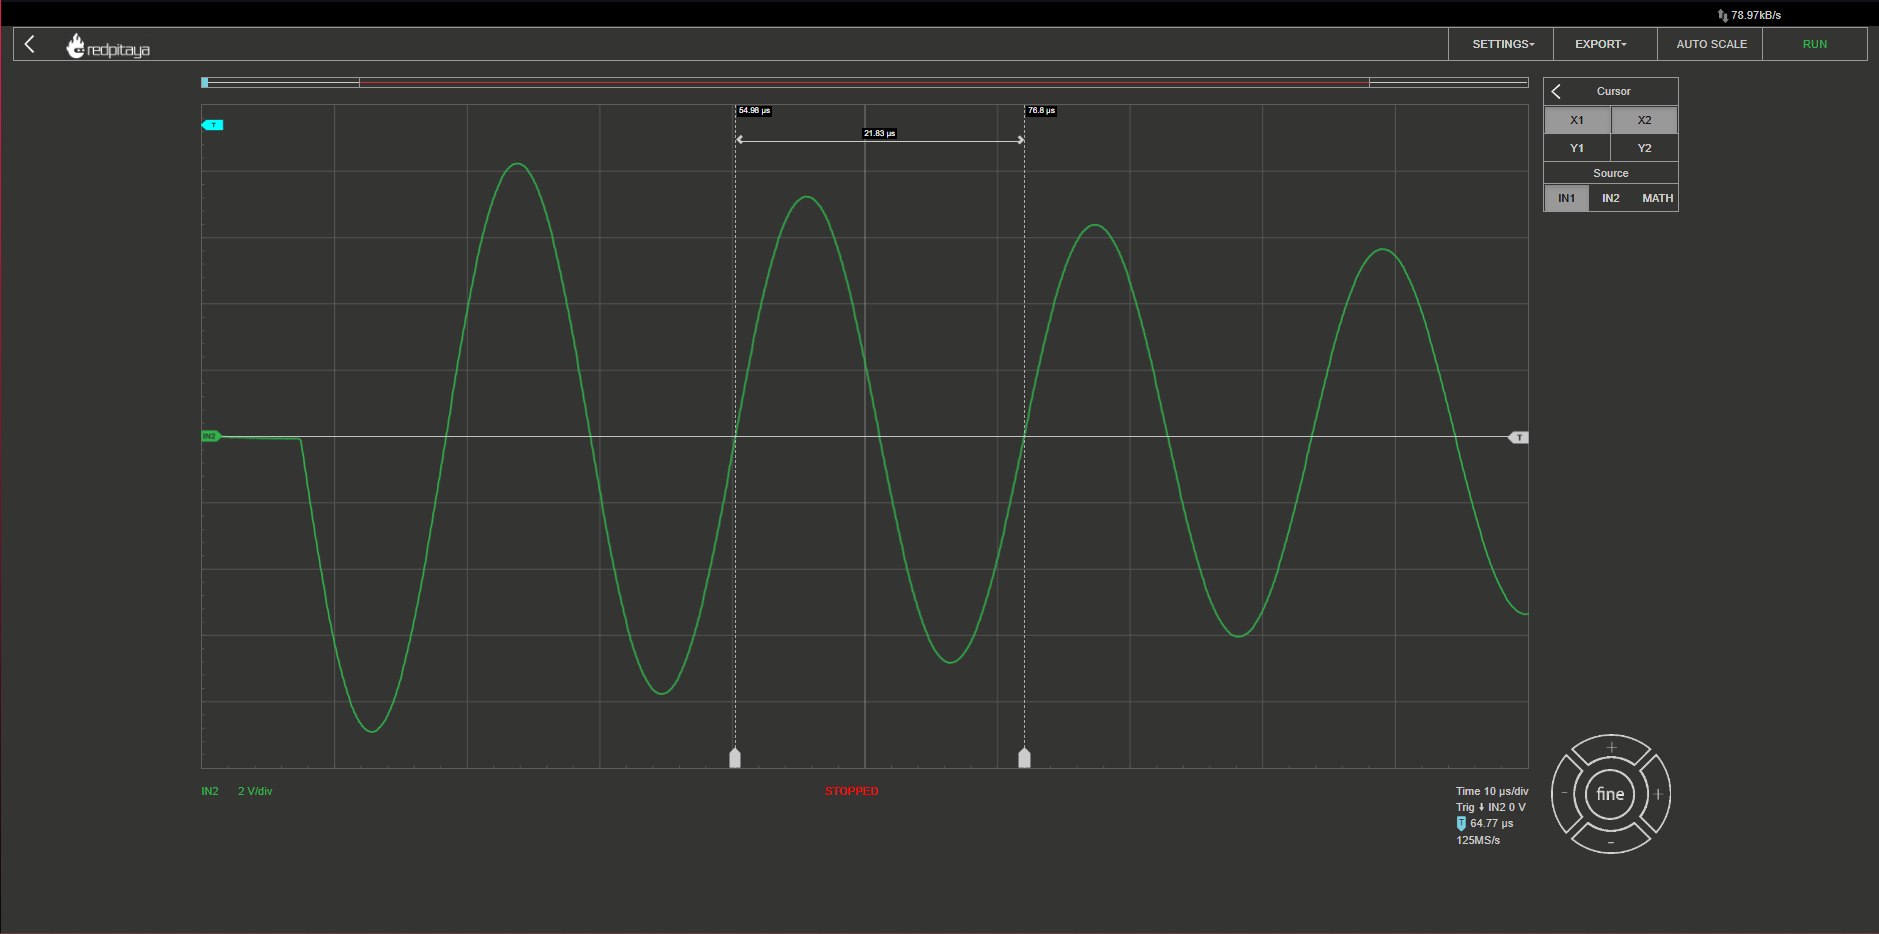 78.97kB/s
redpitaya
SETTINGS
EXPORT
AUTO SCALE
RUN
54.98 µs
76.8 µs
21.83 µs
T
IN2
T
Cursor
X1 X2
Y1 Y2
Source
IN1 IN2 MATH
IN2 2 V/div
STOPPED
Time 10 µs/div
Trig IN2 0 V
T 64.77 µs
125MS/s
+
- fine +
-